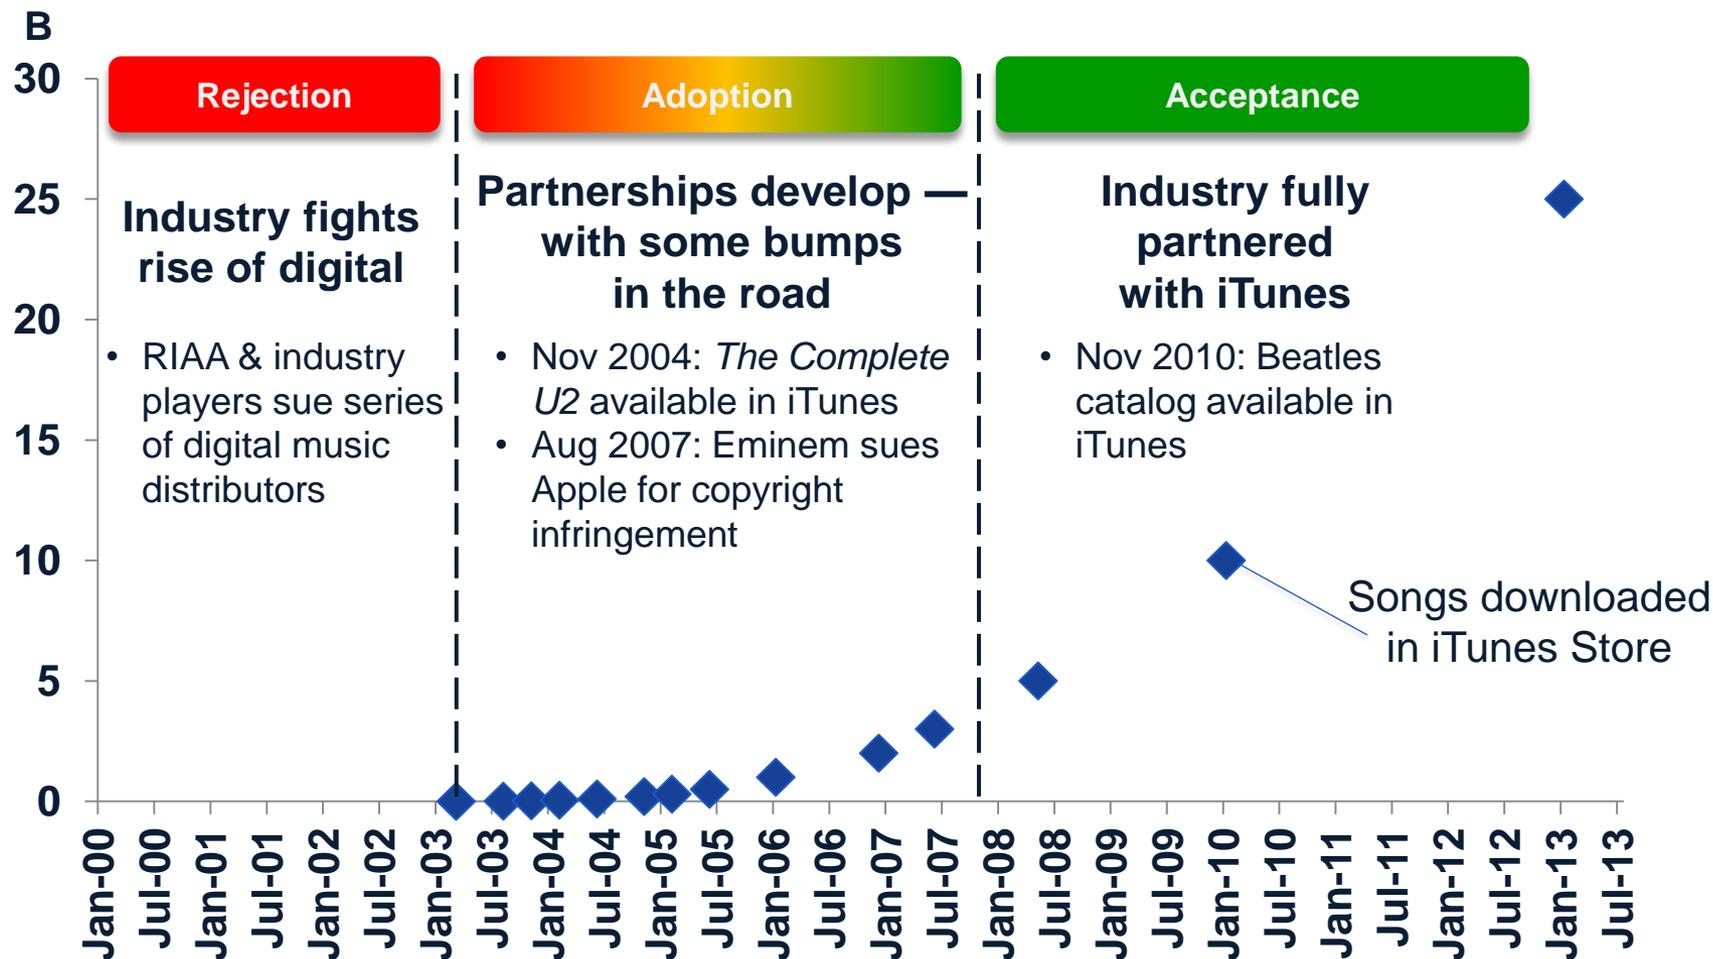 B
30
25
20
15
10
5
0
Rejection
Industry fights
rise of digital
• RIAA & industry
players sue series
of digital music
distributors
Adoption
Partnerships develop —
with some bumps
in the road
• Nov 2004: The Complete
U2 available in iTunes
• Aug 2007: Eminem sues
Apple for copyright
infringement
Acceptance
Industry fully
partnered
with iTunes
• Nov 2010: Beatles
catalog available in
iTunes
Songs downloaded
in iTunes Store
Jan-00
Jul-00
Jan-01
Jul-01
Jan-02
Jul-02
Jan-03
Jul-03
Jan-04
Jul-04
Jan-05
Jul-05
Jan-06
Jul-06
Jan-07
Jul-07
Jan-08
Jul-08
Jan-09
Jul-09
Jan-10
Jul-10
Jan-11
Jul-11
Jan-12
Jul-12
Jan-13
Jul-13